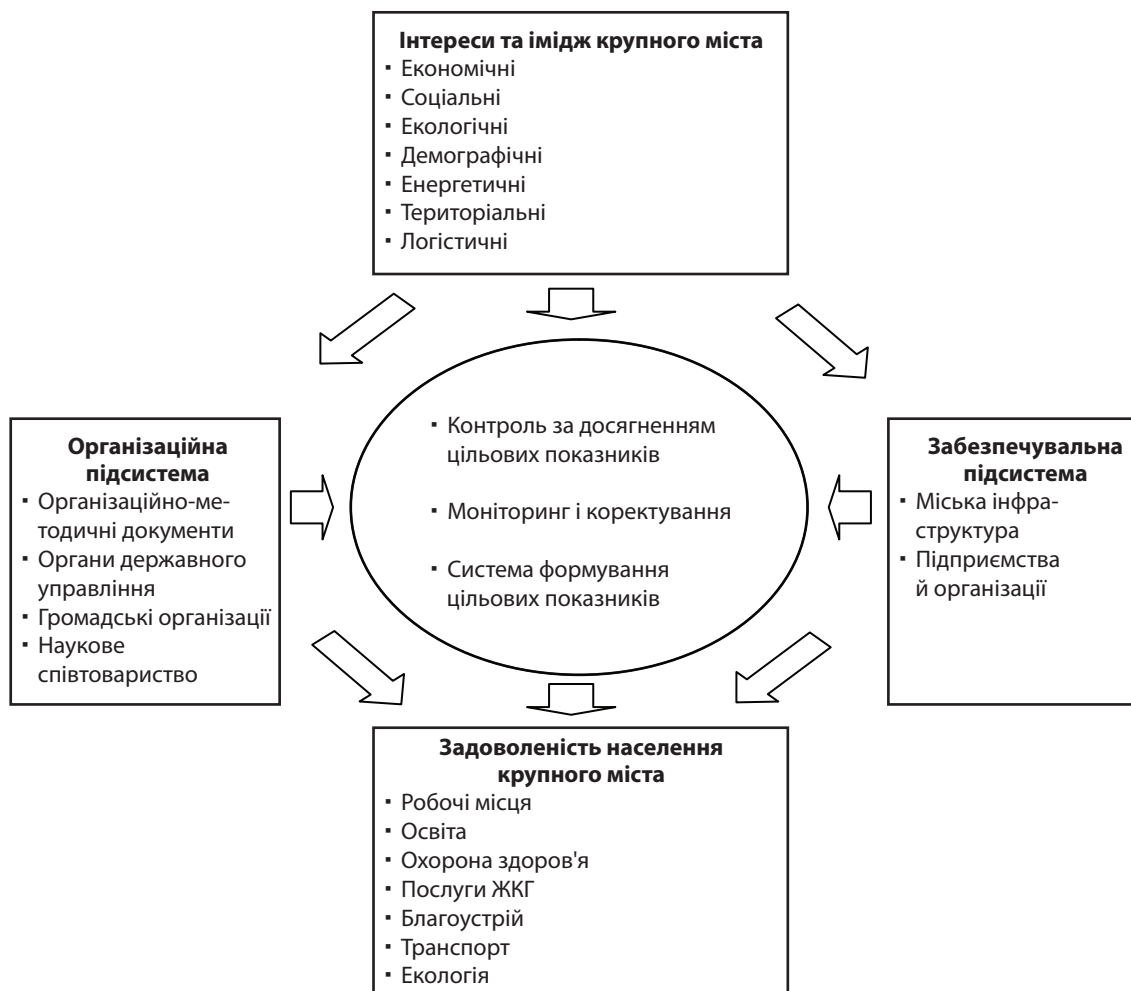 Інтереси та імідж крупного міста
▪ Економічні
▪ Соціальні
▪ Екологічні
▪ Демографічні
▪ Енергетичні
▪ Територіальні
▪ Логістичні
Організаційна
підсистема
▪ Організаційно-ме-
тодичні документи
▪ Органи державного
управління
▪ Громадські організації
▪ Наукове
співтовариство
▪ Контроль за досягненням
цільових показників
▪ Моніторинг і коректування
▪ Система формування
цільових показників
Забезпечувальна
підсистема
▪ Міська інфра-
структура
▪ Підприємства
й організації
Задоволеність населення
крупного міста
▪ Робочі місця
▪ Освіта
▪ Охорона здоров'я
▪ Послуги ЖКГ
▪ Благоустрій
▪ Транспорт
▪ Екологія